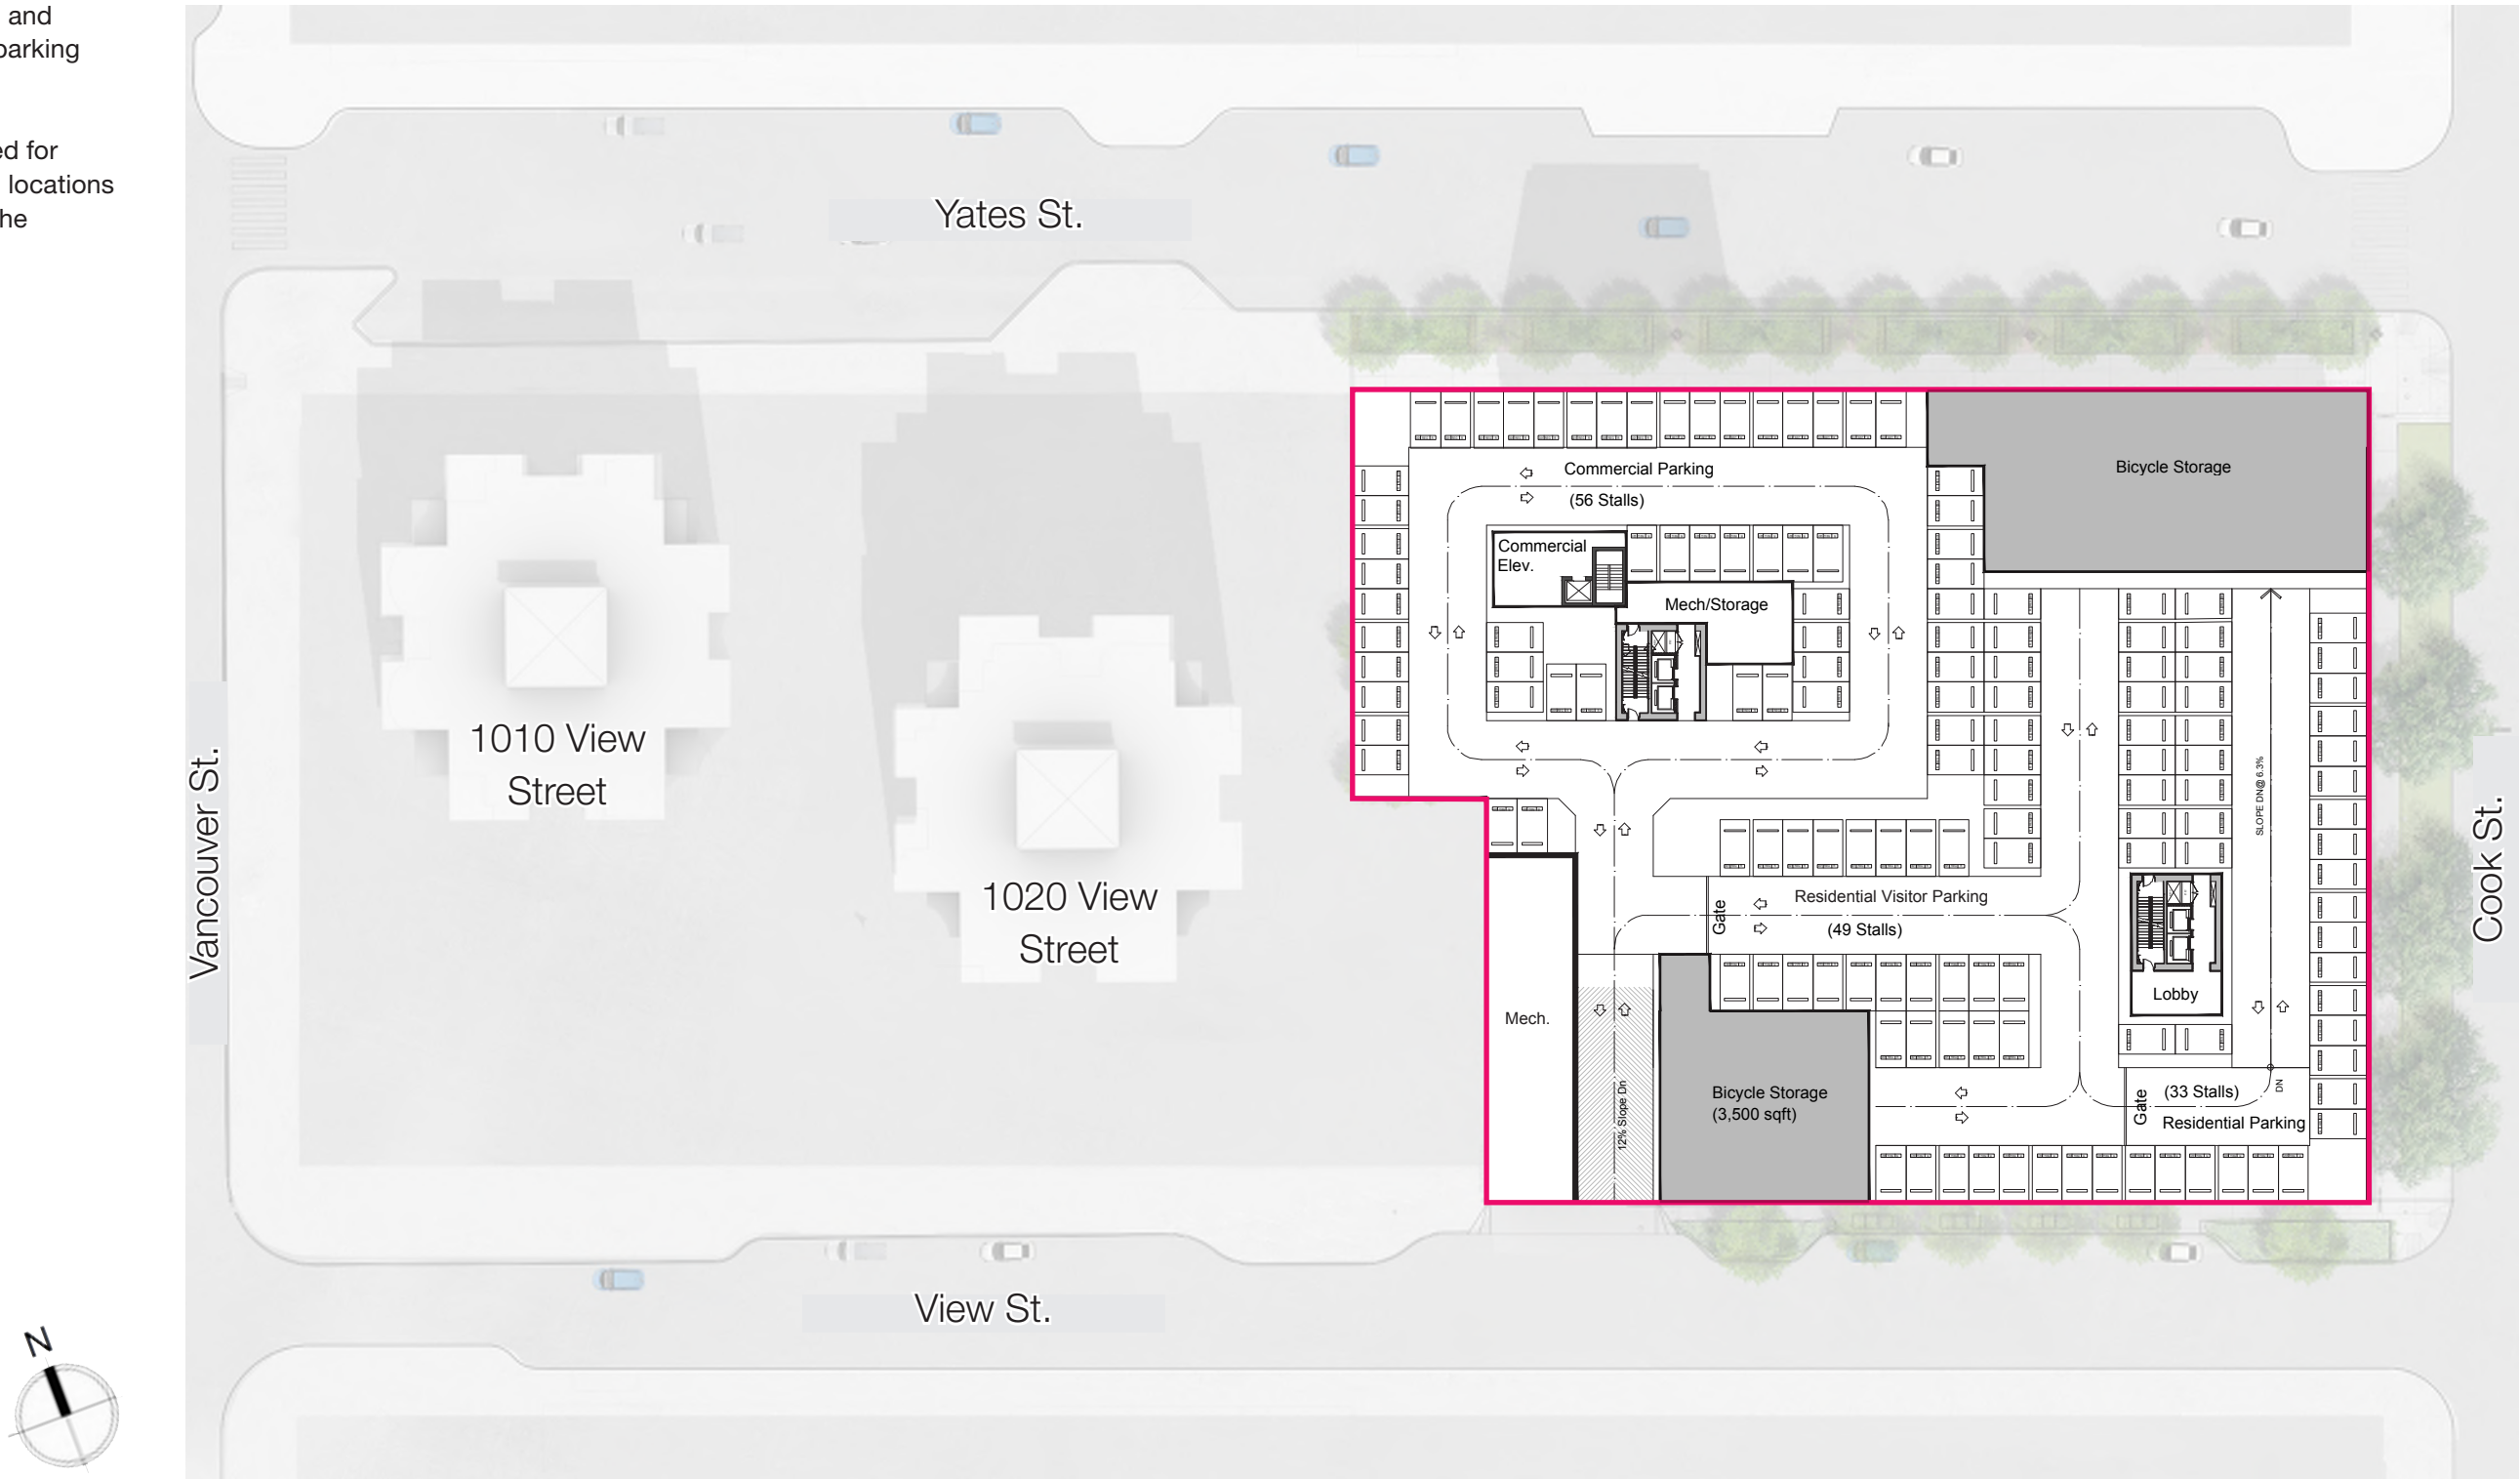 and
parking
ed for
locations
he
Yates St.
Commercial Parking
(56 Stalls)
Bicycle Storage
Commercial
Elev.
Mech/Storage
1010 View
Street
1020 View
Street
Vancouver St.
Cook St.
SLOPE DN@ 6.3%
Residential Visitor Parking
(49 Stalls)
Gate
Lobby
Mech.
12% Slope Dn
Bicycle Storage
(3,500 sqft)
Gate
(33 Stalls)
DN
Residential Parking
View St.
N